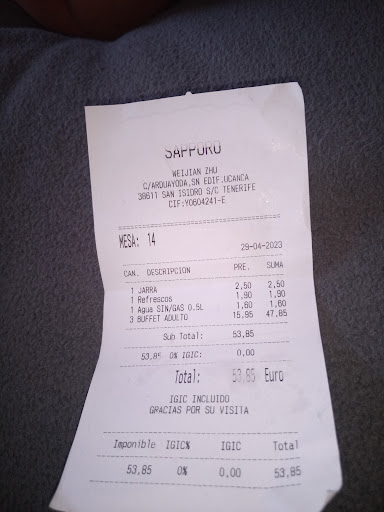 SAPPORO
WEIJIAN ZHU
C/ARQUAYODA,SN EDIF.UCANCA
38611 SAN ISIDRO S/C TENERIFE
CIF:Y0604241-E
MESA: 14
29-04-2023
CAN. DESCRIPCION PRE. SUMA
1 JARRA 2,50 2,50
1 Refrescos 1,90 1,90
1 Agua SIN/GAS 0.5L 1,60 1,60
3 BUFFET ADULTO 15,95 47,85
Sub Total: 53,85
53,85 0% IGIC: 0,00
Total: 53,85 Euro
IGIC INCLUIDO
GRACIAS POR SU VISITA
Imponible IGIC% IGIC Total
53,85 0% 0,00 53,85